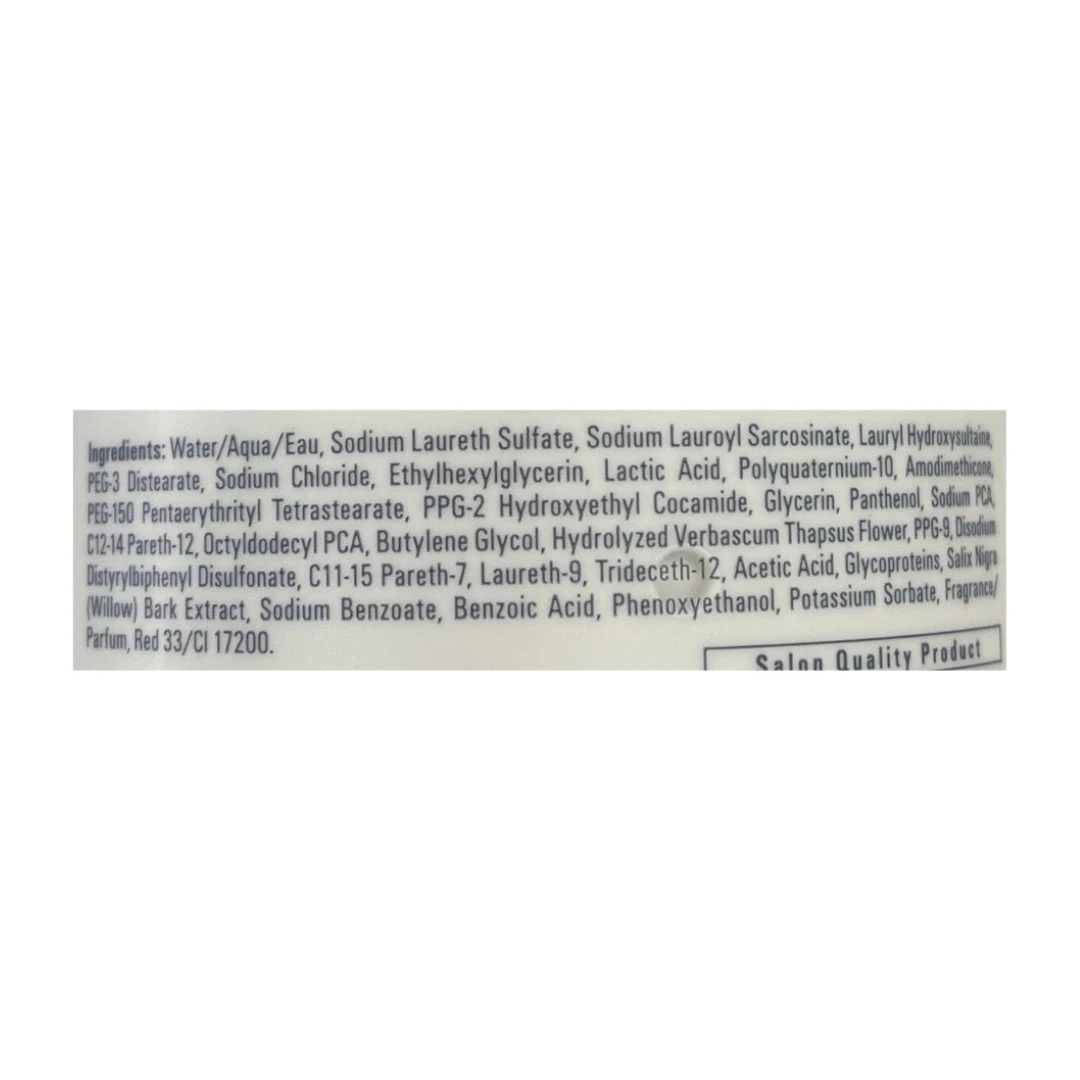 Ingredients: Water/Aqua/Eau, Sodium Laureth Sulfate, Sodium Lauroyl Sarcosinate, Lauryl Hydroxysultaine,
PEG-3 Distearate, Sodium Chloride, Ethylhexylglycerin, Lactic Acid, Polyquaternium-10, Amodimethicone,
PEG-150 Pentaerythrityl Tetrastearate, PPG-2 Hydroxyethyl Cocamide, Glycerin, Panthenol, Sodium PCA,
C12-14 Pareth-12, Octyldodecyl PCA, Butylene Glycol, Hydrolyzed Verbascum Thapsus Flower, PPG-9, Disodium
Distyrylbiphenyl Disulfonate, C11-15 Pareth-7, Laureth-9, Trideceth-12, Acetic Acid, Glycoproteins, Salix Nigra
(Willow) Bark Extract, Sodium Benzoate, Benzoic Acid, Phenoxyethanol, Potassium Sorbate, Fragrance/
Parfum, Red 33/CI 17200.
Salon Quality Product